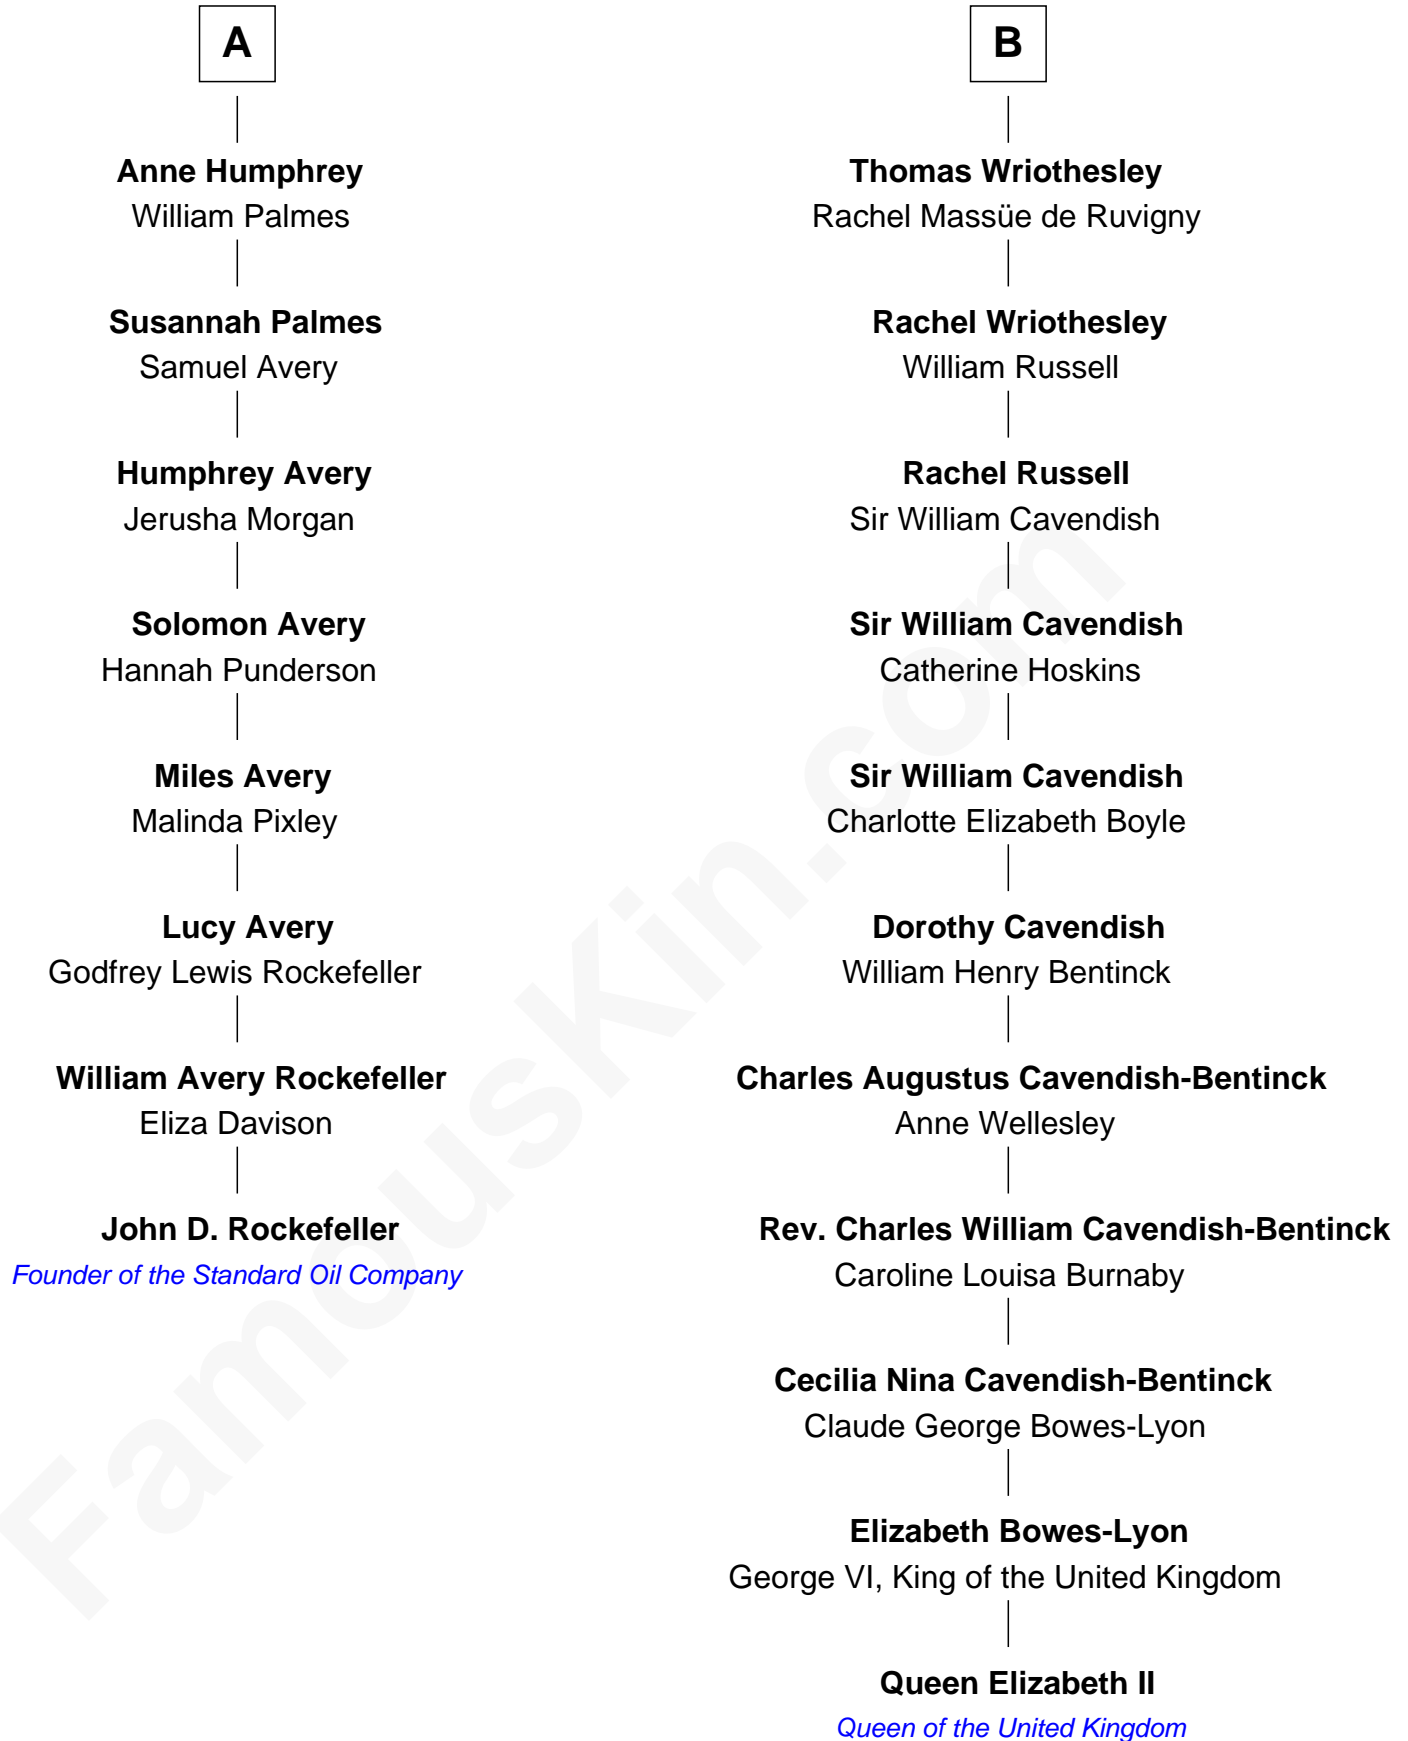 A
Anne Humphrey
William Palmes
Susannah Palmes
Samuel Avery
Humphrey Avery
Jerusha Morgan
Solomon Avery
Hannah Punderson
Miles Avery
Malinda Pixley
Lucy Avery
Godfrey Lewis Rockefeller
William Avery Rockefeller
Eliza Davison
John D. Rockefeller
Founder of the Standard Oil Company
B
Thomas Wriothesley
Rachel Massüe de Ruvigny
Rachel Wriothesley
William Russell
Rachel Russell
Sir William Cavendish
Sir William Cavendish
Catherine Hoskins
Sir William Cavendish
Charlotte Elizabeth Boyle
Dorothy Cavendish
William Henry Bentinck
Charles Augustus Cavendish-Bentinck
Anne Wellesley
Rev. Charles William Cavendish-Bentinck
Caroline Louisa Burnaby
Cecilia Nina Cavendish-Bentinck
Claude George Bowes-Lyon
Elizabeth Bowes-Lyon
George VI, King of the United Kingdom
Queen Elizabeth II
Queen of the United Kingdom
FamousKin.com